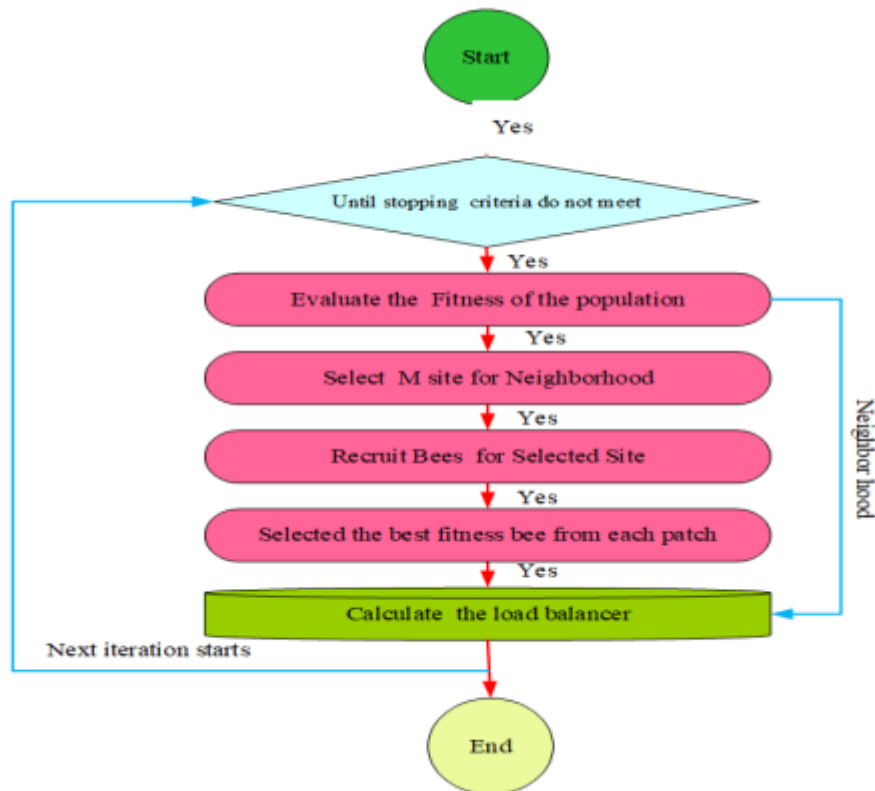 Start
Yes
Until stopping criteria do not meet
Yes
Evaluate the Fitness of the population
Yes
Select M site for Neighborhood
Yes
Recruit Bees for Selected Site
Yes
Selected the best fitness bee from each patch
Yes
Calculate the load balancer
Neighbor hood
Next iteration starts
End